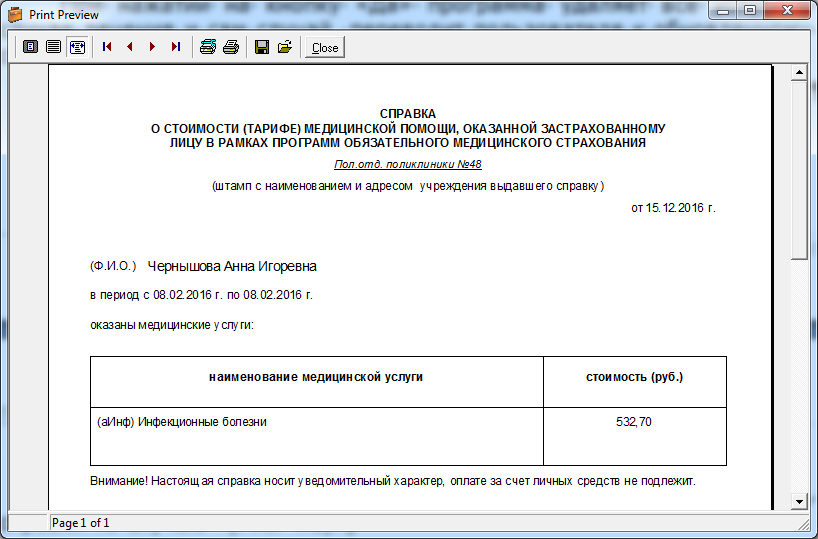 Print Preview
Close
СПРАВКА
О СТОИМОСТИ (ТАРИФЕ) МЕДИЦИНСКОЙ ПОМОЩИ, ОКАЗАННОЙ ЗАСТРАХОВАННОМУ
ЛИЦУ В РАМКАХ ПРОГРАММ ОБЯЗАТЕЛЬНОГО МЕДИЦИНСКОГО СТРАХОВАНИЯ
Пол.отд. поликлиники №48
(штамп с наименованием и адресом учреждения выдавшего справку)
от 15.12.2016 г.
(Ф.И.О.) Чернышова Анна Игоревна
в период с 08.02.2016 г. по 08.02.2016 г.
оказаны медицинские услуги:
наименование медицинской услуги стоимость (руб.)
(аИнф) Инфекционные болезни 532,70
Внимание! Настоящая справка носит уведомительный характер, оплате за счет личных средств не подлежит.
Page 1 of 1